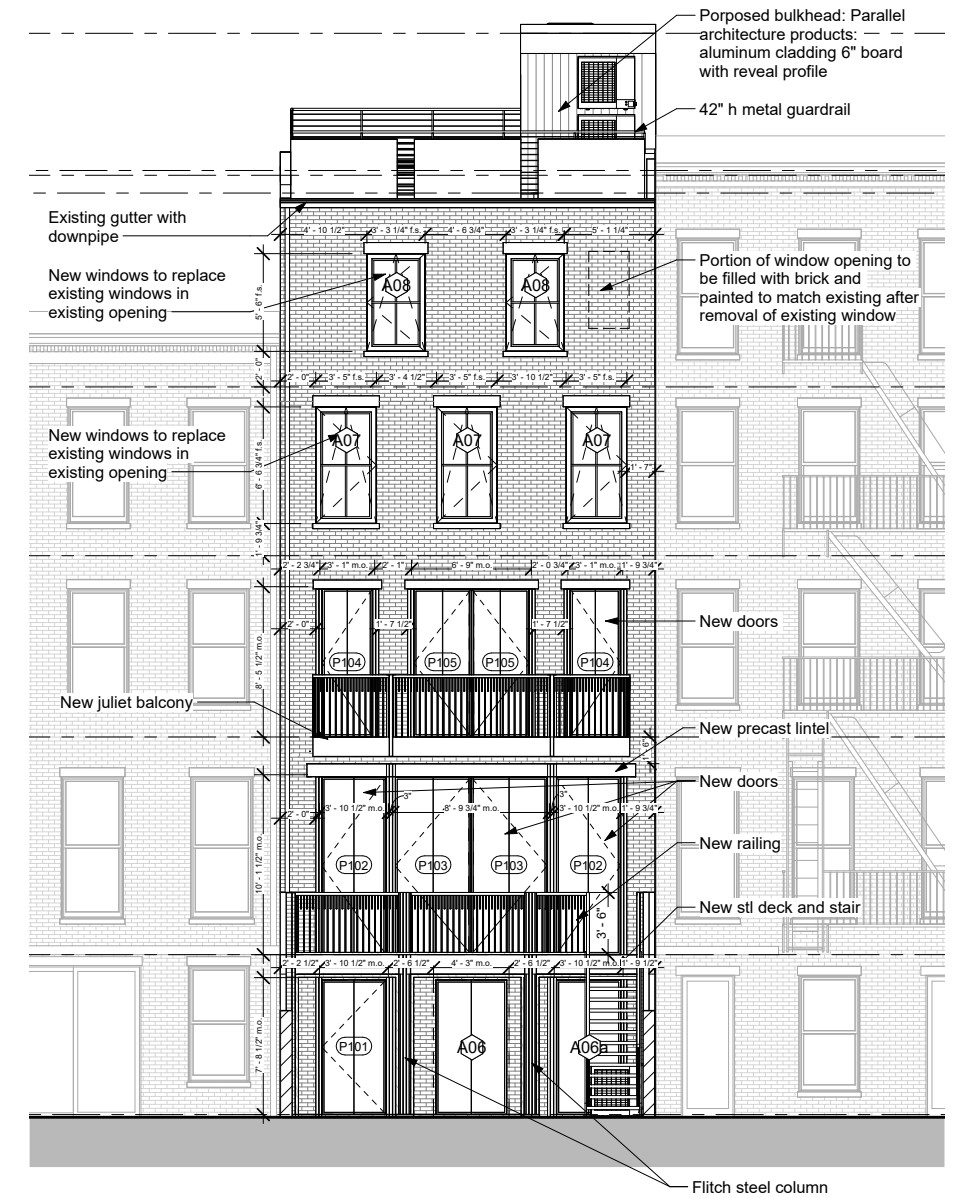 Porposed bulkhead: Parallel
architecture products:
aluminum cladding 6" board
with reveal profile
42" h metal guardrail
Existing gutter with
downpipe
4' - 10 1/2"
3' - 3 1/4" f.s.
4' - 6 3/4"
3' - 3 1/4" f.s.
5' - 1 1/4"
New windows to replace
existing windows in
existing opening
5' - 6" f.s.
A08
A08
Portion of window opening to
be filled with brick and
painted to match existing after
removal of existing window
2' - 0"
2' - 0"
3' - 5" f.s.
3' - 4 1/2"
3' - 5" f.s.
3' - 10 1/2"
3' - 5" f.s.
New windows to replace
existing windows in
existing opening
6' - 6 3/4" f.s.
A07
A07
A07
1' - 7"
1' - 9 3/4"
2' - 2 3/4"
3' - 1" m.o.
2' - 1"
6' - 9" m.o.
2' - 0 3/4"
3' - 1" m.o.
1' - 9 3/4"
2' - 0"
1' - 7 1/2"
1' - 7 1/2"
New doors
8' - 5 1/2" m.o.
P104
P105
P105
P104
New juliet balcony
New precast lintel
1' - 6"
New doors
3"
3"
2' - 0"
3' - 10 1/2" m.o.
8' - 9 3/4" m.o.
3' - 10 1/2" m.o.
1' - 9 3/4"
New railing
10' - 1 1/2" m.o.
P102
P103
P103
P102
New stl deck and stair
3' - 6"
2' - 2 1/2"
3' - 10 1/2" m.o.
2' - 6 1/2"
4' - 3" m.o.
2' - 6 1/2"
3' - 10 1/2" m.o.
1' - 9 1/2"
7' - 8 1/2" m.o.
P101
A06
A06a
Flitch steel column